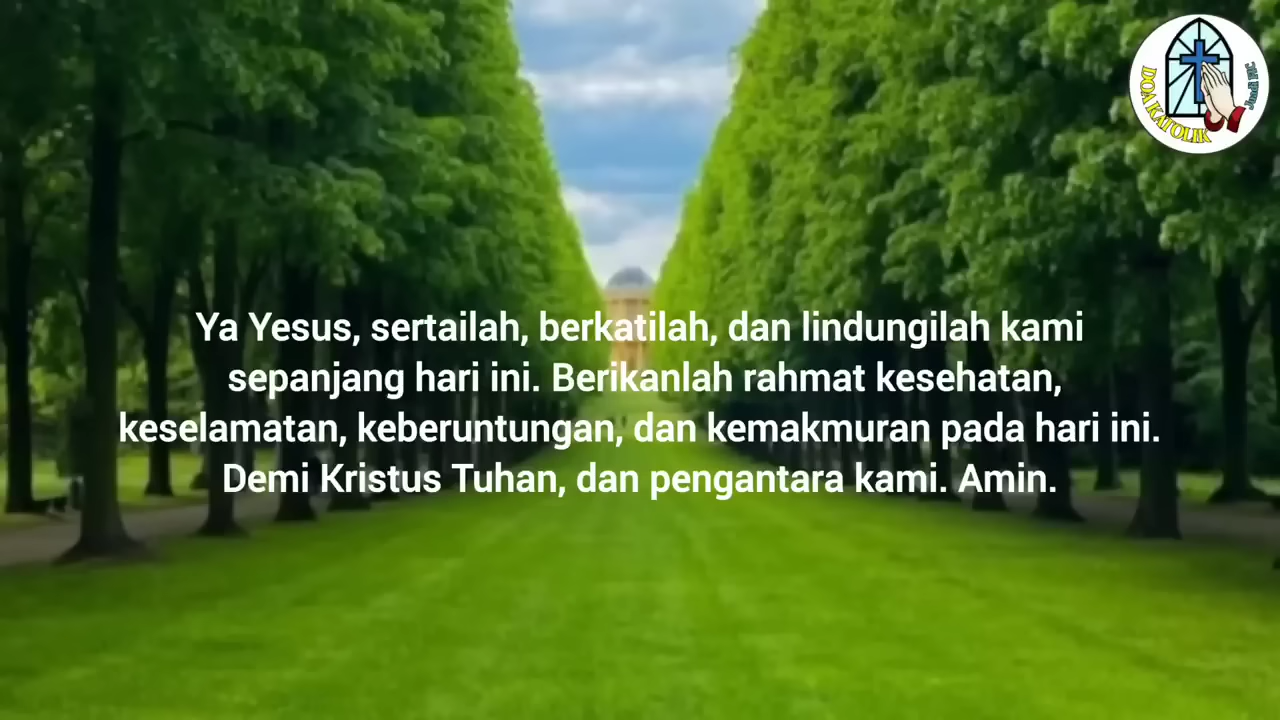 Ya Yesus, sertailah, berkatilah, dan lindungilah kami
sepanjang hari ini. Berikanlah rahmat kesehatan,
keselamatan, keberuntungan, dan kemakmuran pada hari ini.
Demi Kristus Tuhan, dan pengantara kami. Amin.
DOA KATOLIK